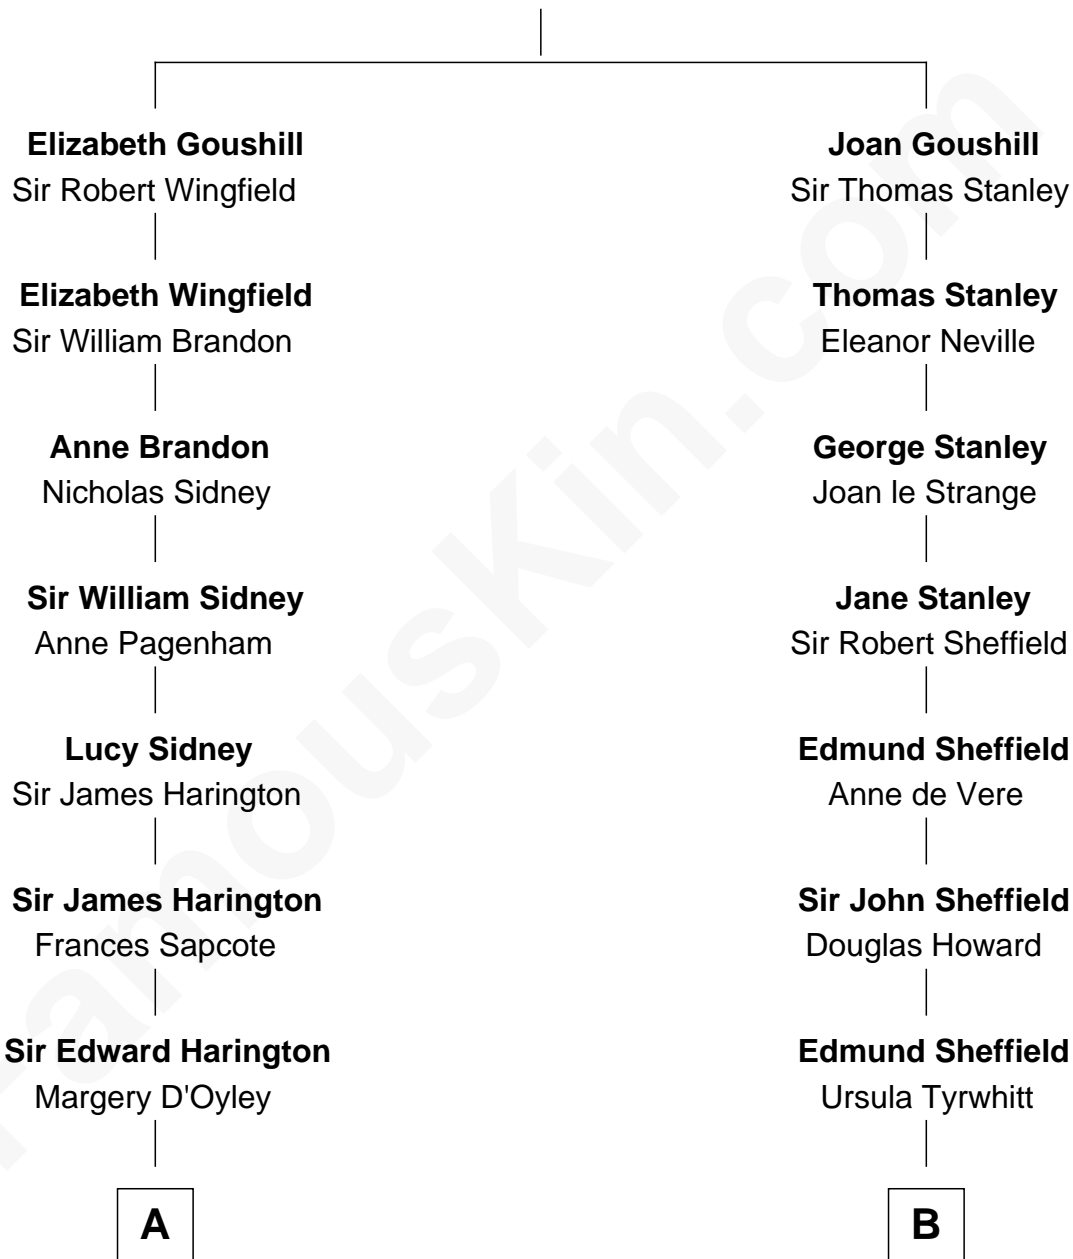 Elizabeth Goushill
Sir Robert Wingfield
Joan Goushill
Sir Thomas Stanley
Elizabeth Wingfield
Sir William Brandon
Thomas Stanley
Eleanor Neville
Anne Brandon
Nicholas Sidney
George Stanley
Joan le Strange
Sir William Sidney
Anne Pagenham
Jane Stanley
Sir Robert Sheffield
Lucy Sidney
Sir James Harington
Edmund Sheffield
Anne de Vere
Sir James Harington
Frances Sapcote
Sir John Sheffield
Douglas Howard
Sir Edward Harington
Margery D'Oyley
Edmund Sheffield
Ursula Tyrwhitt
A
B
FamousKin.com